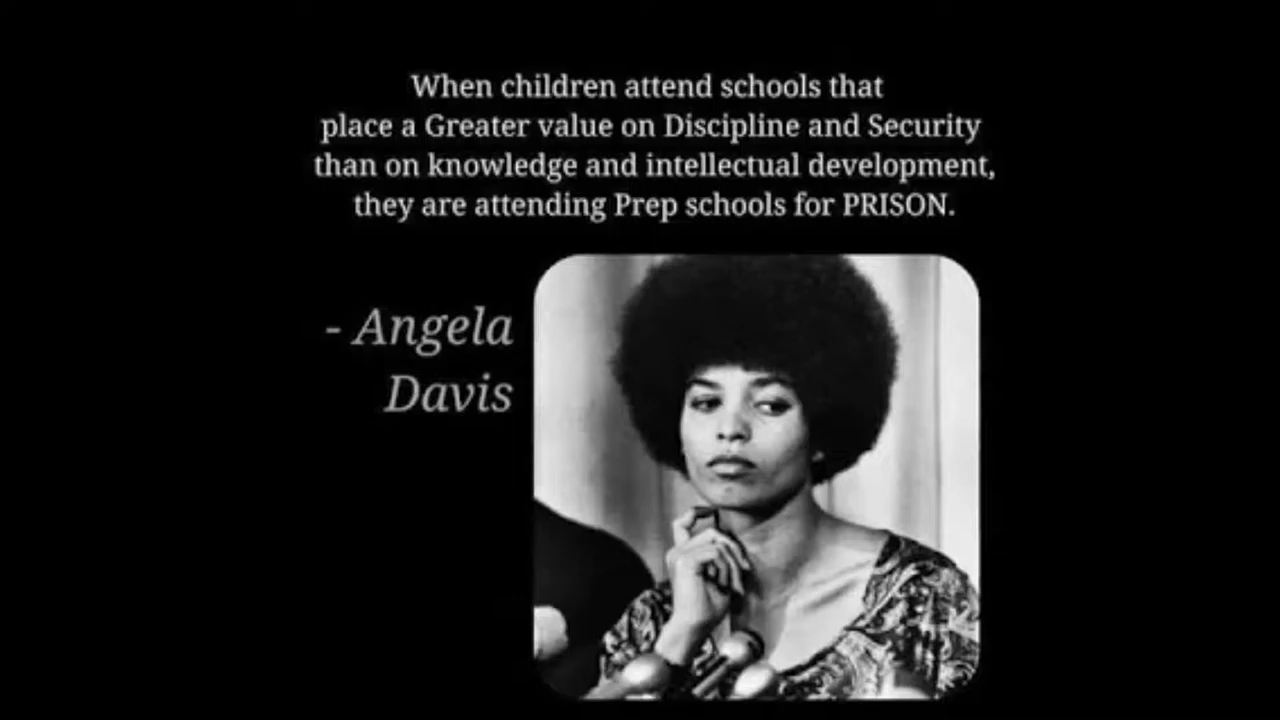 When children attend schools that
place a Greater value on Discipline and Security
than on knowledge and intellectual development,
they are attending Prep schools for PRISON.
- Angela
Davis